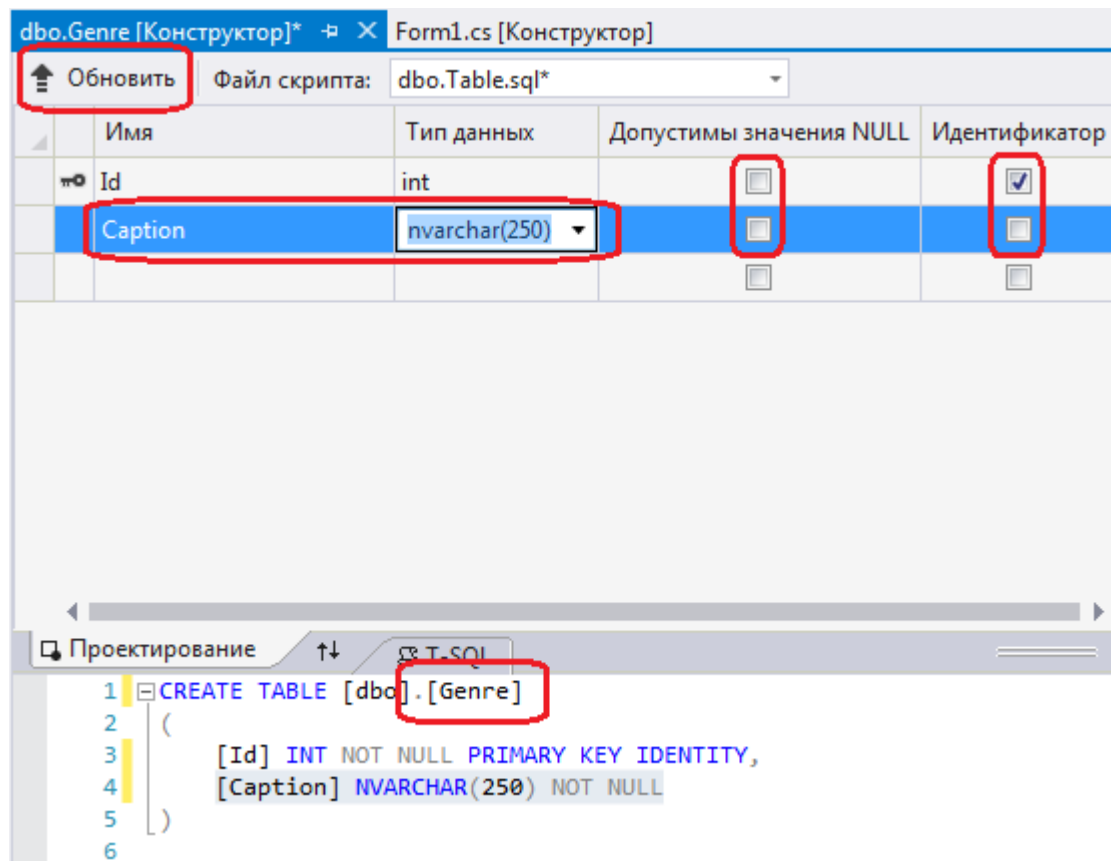 dbo.Genre [Конструктор]* Form1.cs [Конструктор]
Обновить Файл скрипта: dbo.Table.sql*
Имя Тип данных Допустимы значения NULL Идентификатор
Id int
Caption nvarchar(250)
Проектирование T-SQL
1 CREATE TABLE [dbo].[Genre]
2 (
3 [Id] INT NOT NULL PRIMARY KEY IDENTITY,
4 [Caption] NVARCHAR(250) NOT NULL
5 )
6